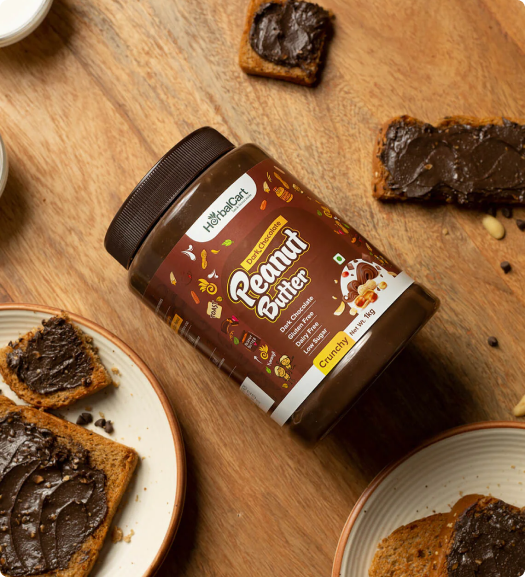 HerbalCart
Dark Chocolate
Peanut
Butter
Dark Chocolate
Gluten Free
Dairy Free
Low Sugar
Crunchy
Net Wt. 1kg